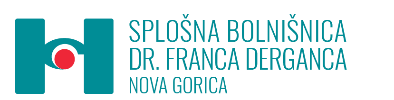 SPLOŠNA BOLNIŠNICA
DR. FRANCA DERGANCA
NOVA GORICA